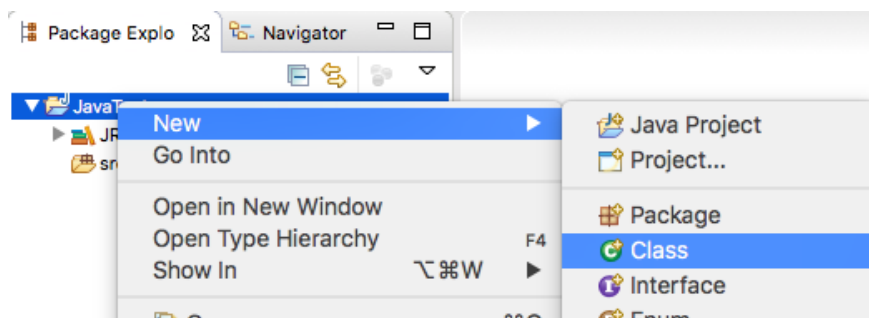 Package Explo Navigator
New
Go Into
Open in New Window
Open Type Hierarchy F4
Show In ⌥⌘W
Java Project
Project...
Package
Class
Interface